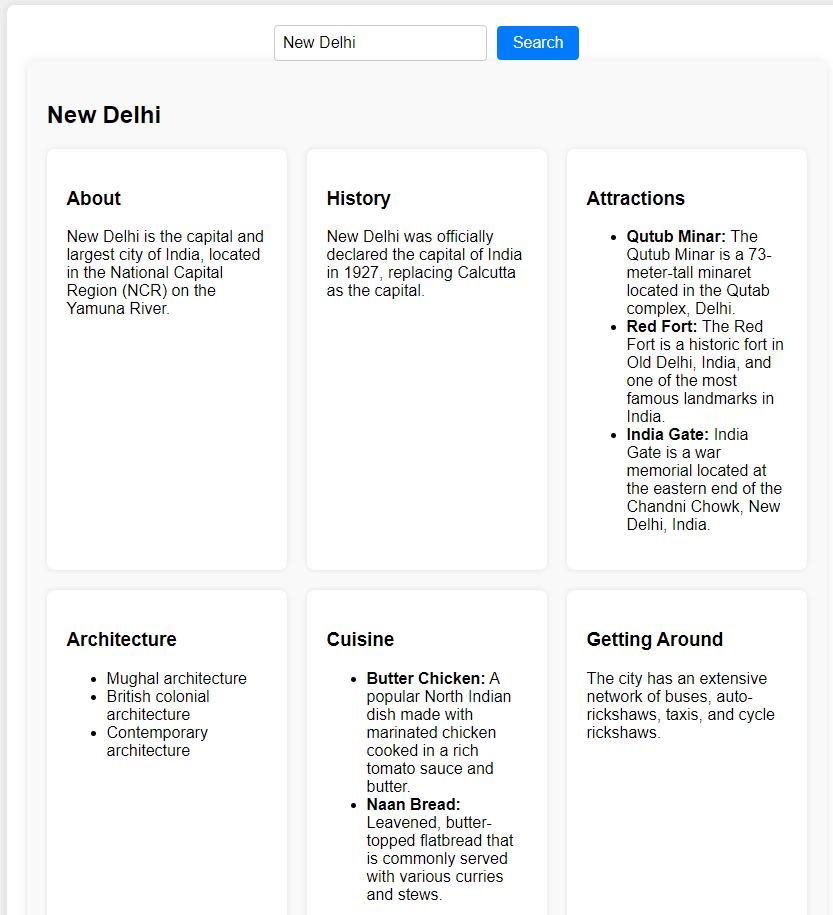 New Delhi
Search
New Delhi
About
New Delhi is the capital and
largest city of India, located
in the National Capital
Region (NCR) on the
Yamuna River.
History
New Delhi was officially
declared the capital of India
in 1927, replacing Calcutta
as the capital.
Attractions
• Qutub Minar: The
Qutub Minar is a 73-
meter-tall minaret
located in the Qutab
complex, Delhi.
• Red Fort: The Red
Fort is a historic fort in
Old Delhi, India, and
one of the most
famous landmarks in
India.
• India Gate: India
Gate is a war
memorial located at
the eastern end of the
Chandni Chowk, New
Delhi, India.
Architecture
• Mughal architecture
• British colonial
architecture
• Contemporary
architecture
Cuisine
• Butter Chicken: A
popular North Indian
dish made with
marinated chicken
cooked in a rich
tomato sauce and
butter.
• Naan Bread:
Leavened, butter-
topped flatbread that
is commonly served
with various curries
and stews.
Getting Around
The city has an extensive
network of buses, auto-
rickshaws, taxis, and cycle
rickshaws.